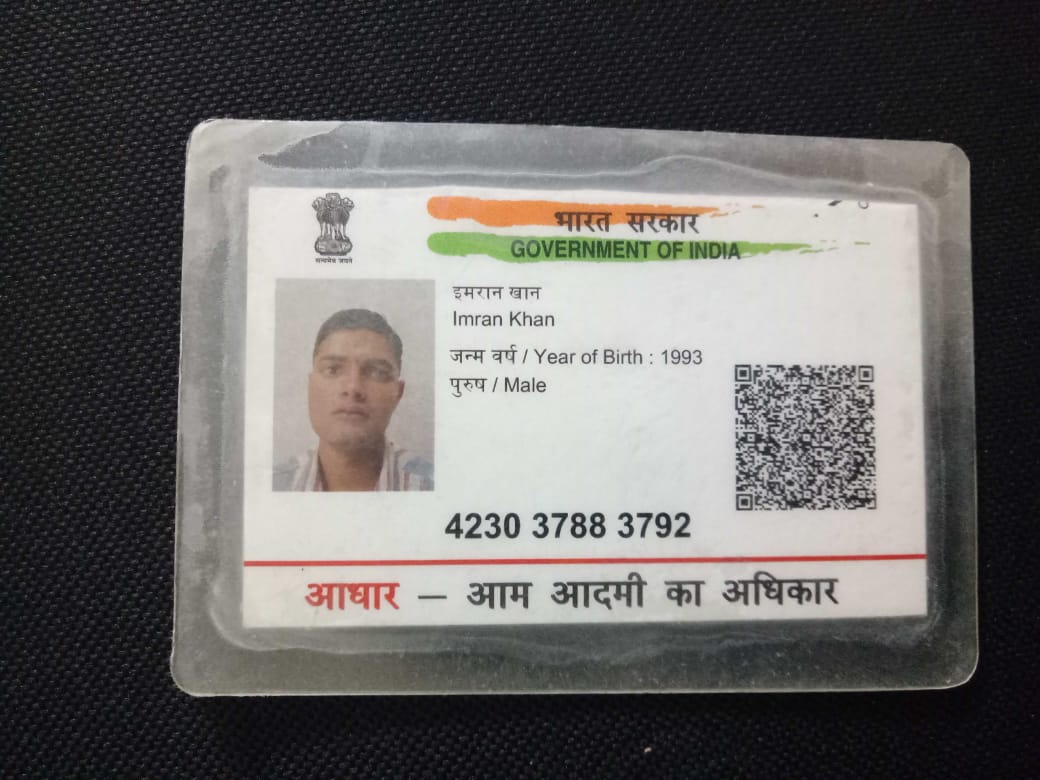 भारत सरकार
GOVERNMENT OF INDIA
सत्यमेव जयते
इमरान खान
Imran Khan
जन्म वर्ष / Year of Birth : 1993
पुरुष / Male
4230 3788 3792
आधार — आम आदमी का अधिकार